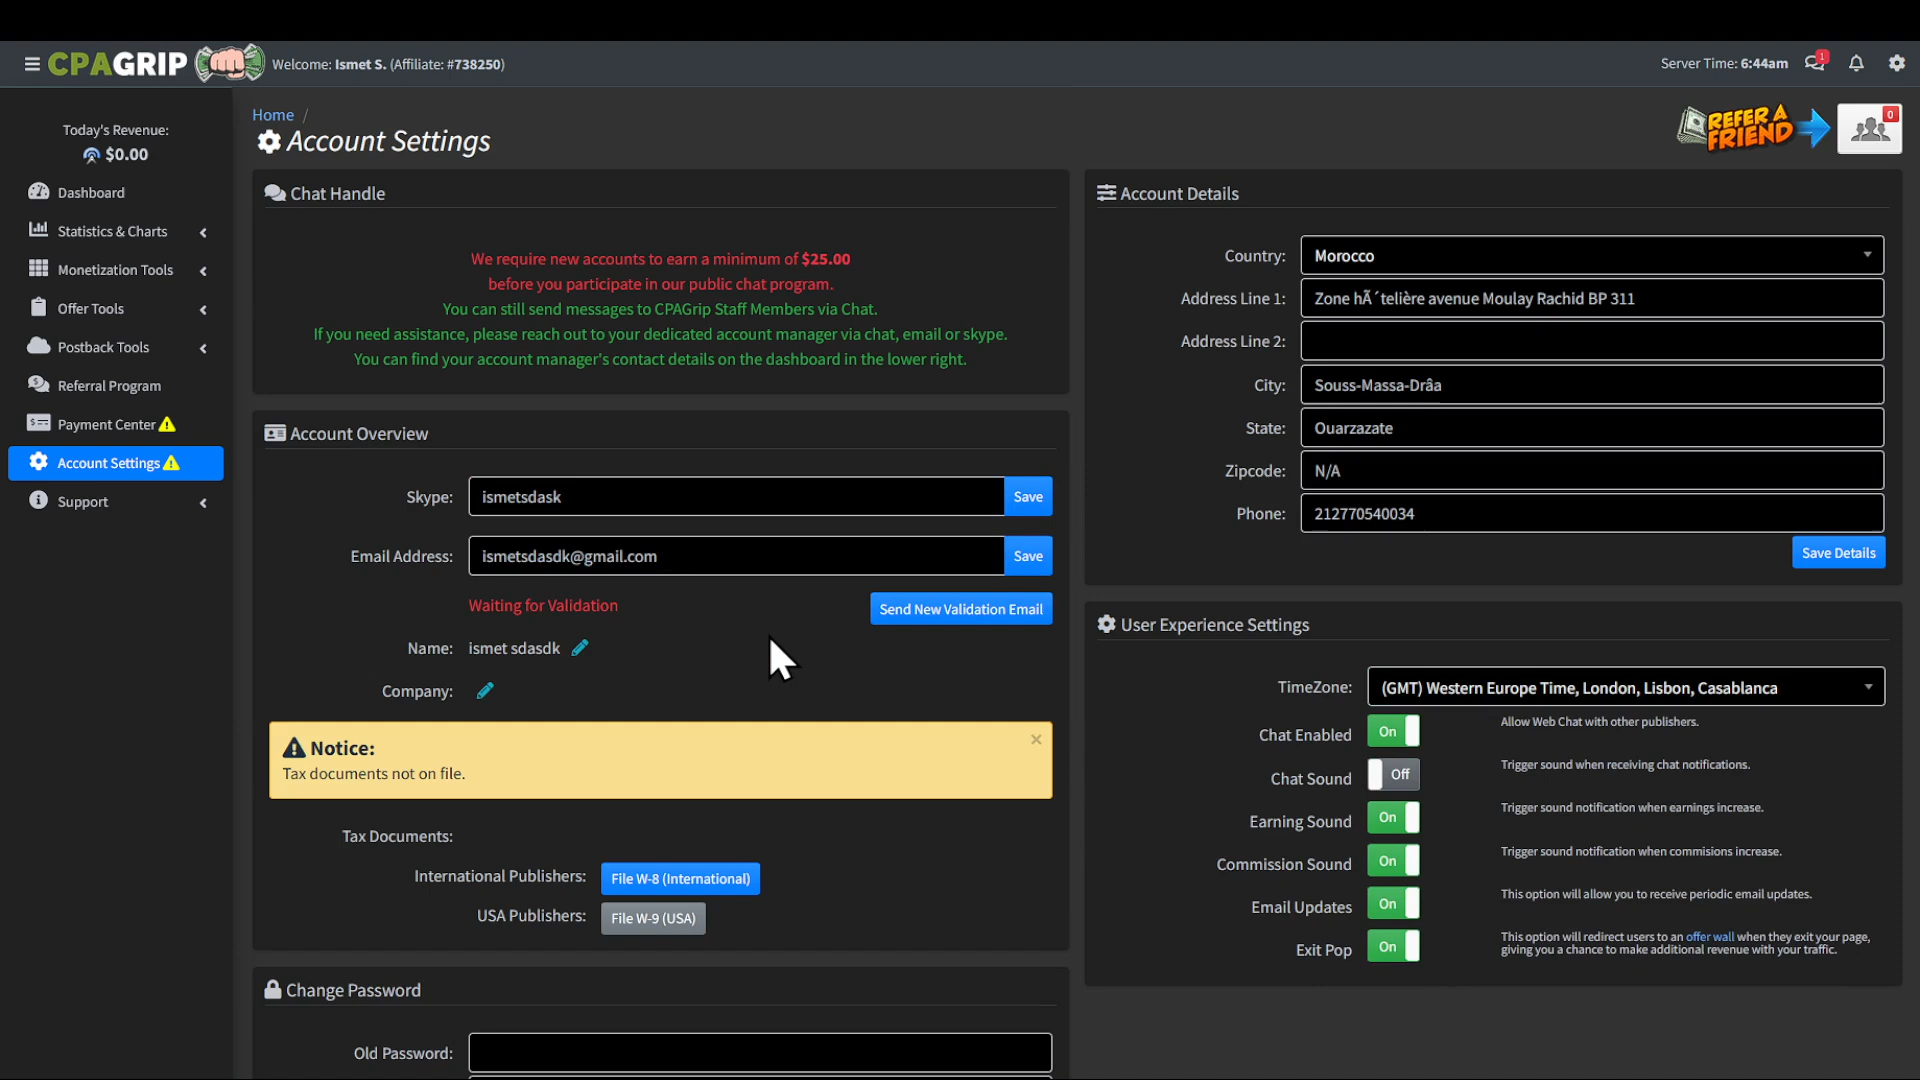 CPAGRIP
Welcome: Ismet S. (Affiliate: #738250)
Server Time: 6:44am
1
Today's Revenue:
$0.00
Dashboard
Statistics & Charts
Monetization Tools
Offer Tools
Postback Tools
Referral Program
Payment Center
Account Settings
Support
Home /
Account Settings
REFER A
FRIEND
0
Chat Handle
We require new accounts to earn a minimum of $25.00
before you participate in our public chat program.
You can still send messages to CPAGrip Staff Members via Chat.
If you need assistance, please reach out to your dedicated account manager via chat, email or skype.
You can find your account manager's contact details on the dashboard in the lower right.
Account Overview
Skype: ismetsdask Save
Email Address: ismetsdasdk@gmail.com Save
Waiting for Validation Send New Validation Email
Name: ismet sdasdk
Company:
Notice: ×
Tax documents not on file.
Tax Documents:
International Publishers: File W-8 (International)
USA Publishers: File W-9 (USA)
Change Password
Old Password:
Account Details
Country: Morocco
Address Line 1: Zone hÃ´telière avenue Moulay Rachid BP 311
Address Line 2:
City: Souss-Massa-Drâa
State: Ouarzazate
Zipcode: N/A
Phone: 212770540034
Save Details
User Experience Settings
TimeZone: (GMT) Western Europe Time, London, Lisbon, Casablanca
Chat Enabled On Allow Web Chat with other publishers.
Chat Sound Off Trigger sound when receiving chat notifications.
Earning Sound On Trigger sound notification when earnings increase.
Commission Sound On Trigger sound notification when commisions increase.
Email Updates On This option will allow you to receive periodic email updates.
Exit Pop On This option will redirect users to an offer wall when they exit your page,
giving you a chance to make additional revenue with your traffic.